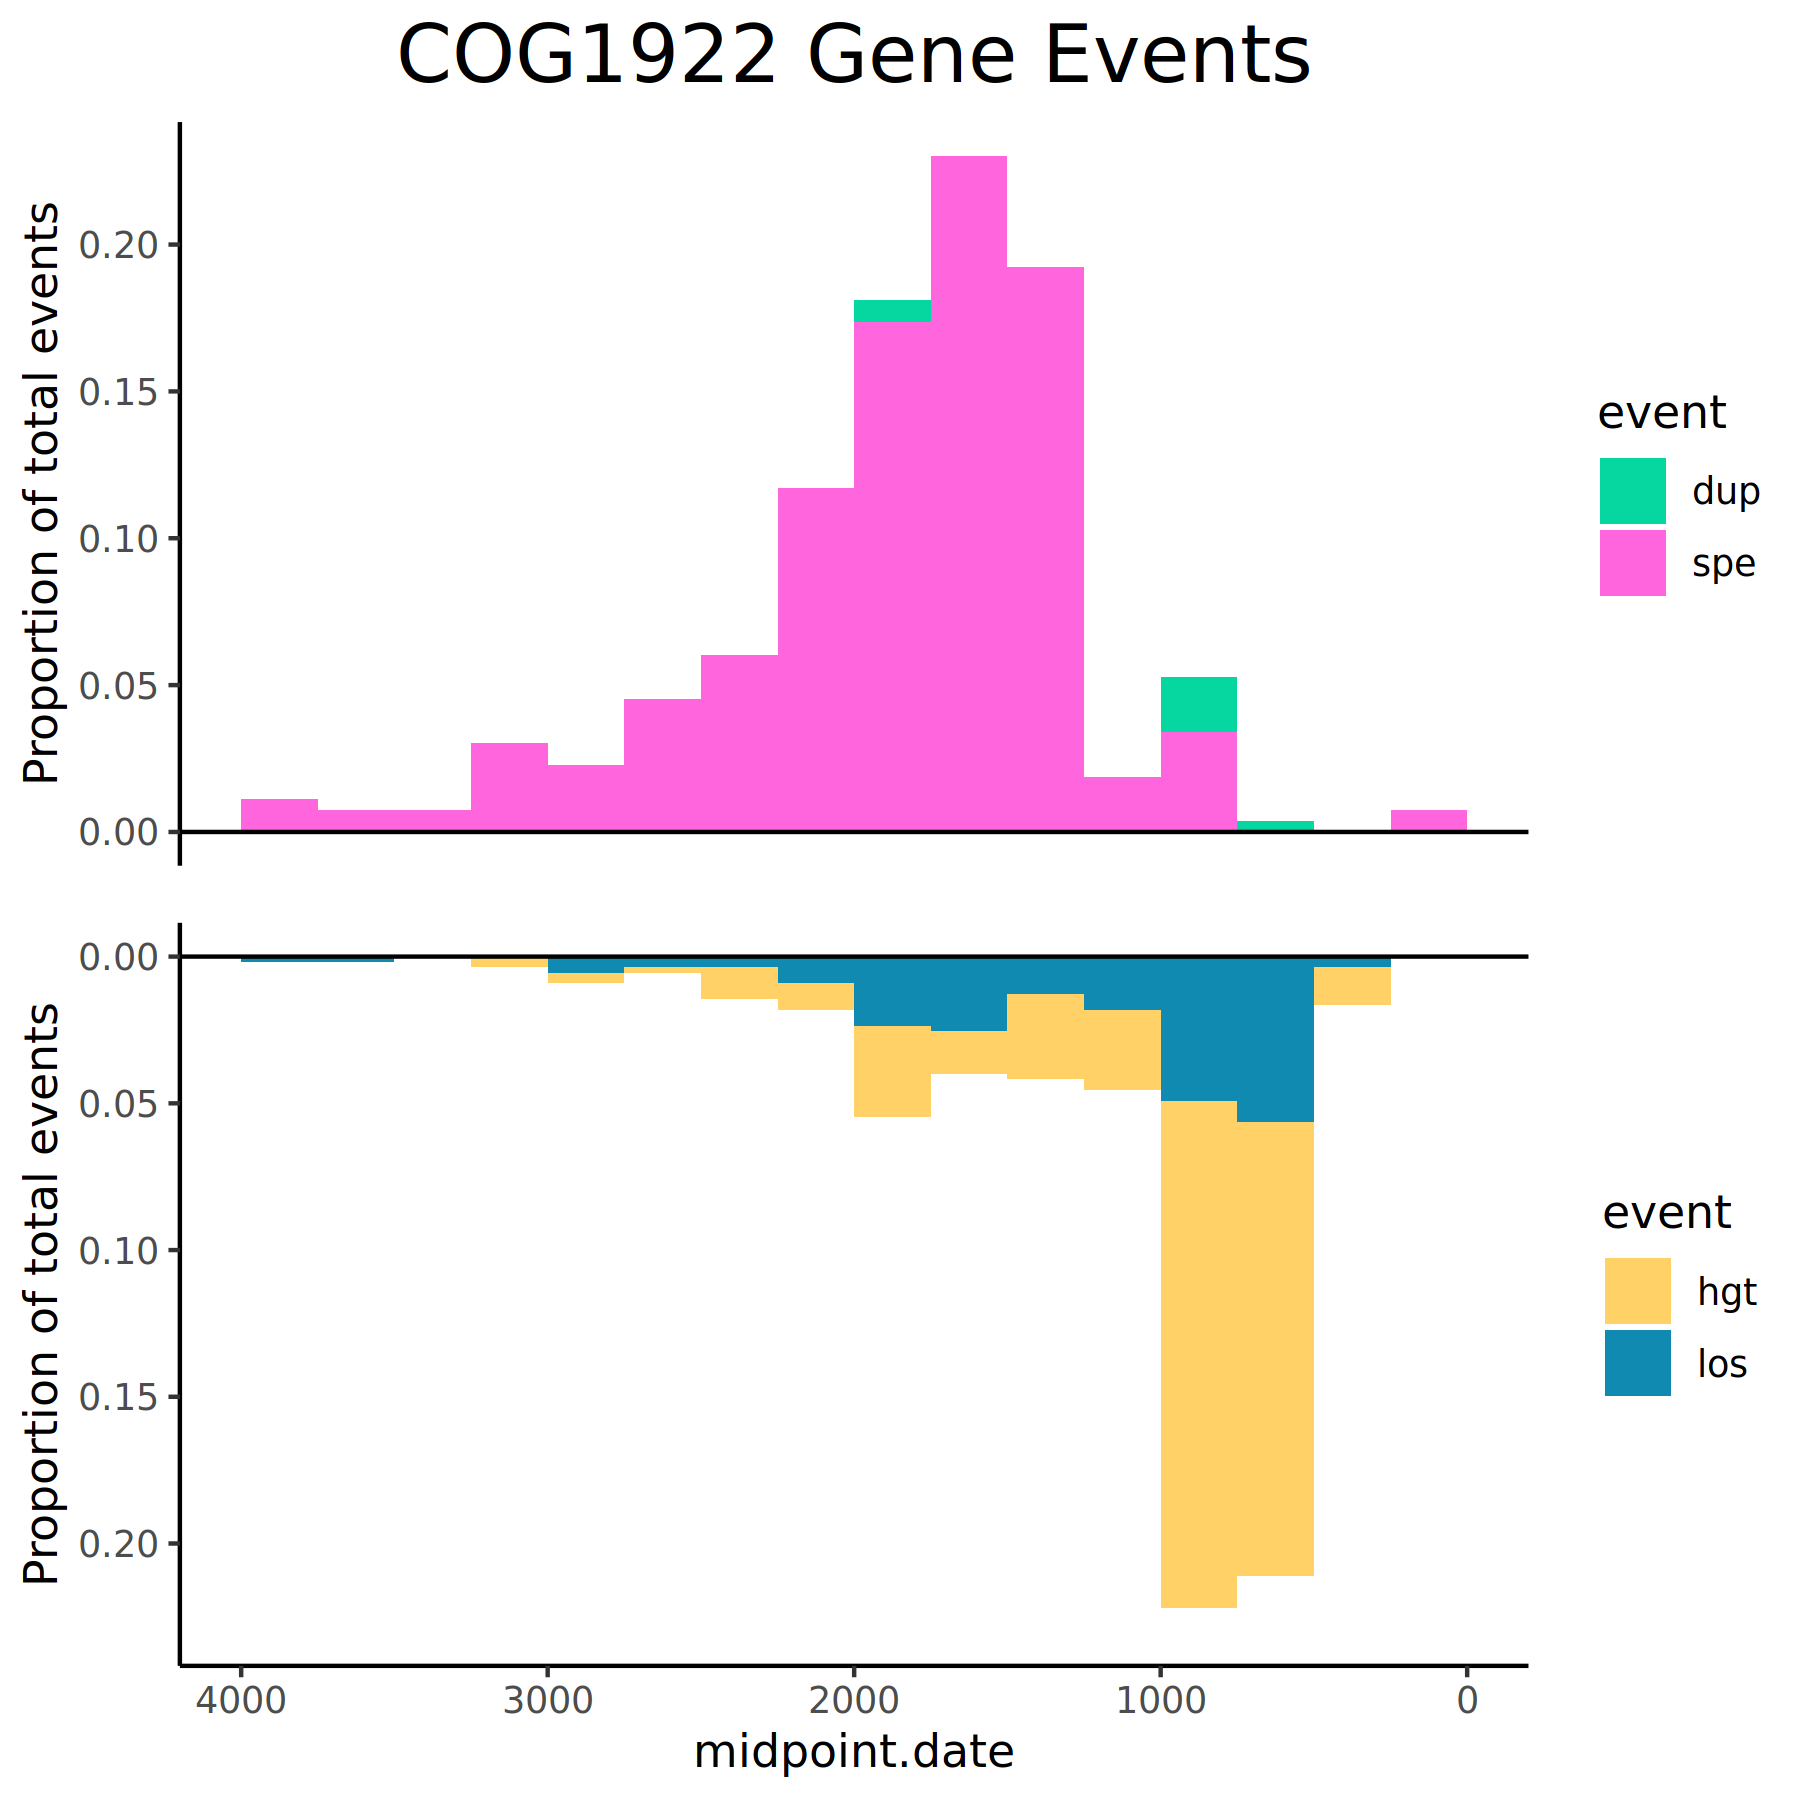 COG1922 Gene Events
Proportion of total events
0.20
0.15
0.10
0.05
0.00
event
dup
spe
Proportion of total events
0.00
0.05
0.10
0.15
0.20
event
hgt
los
4000 3000 2000 1000 0
midpoint.date